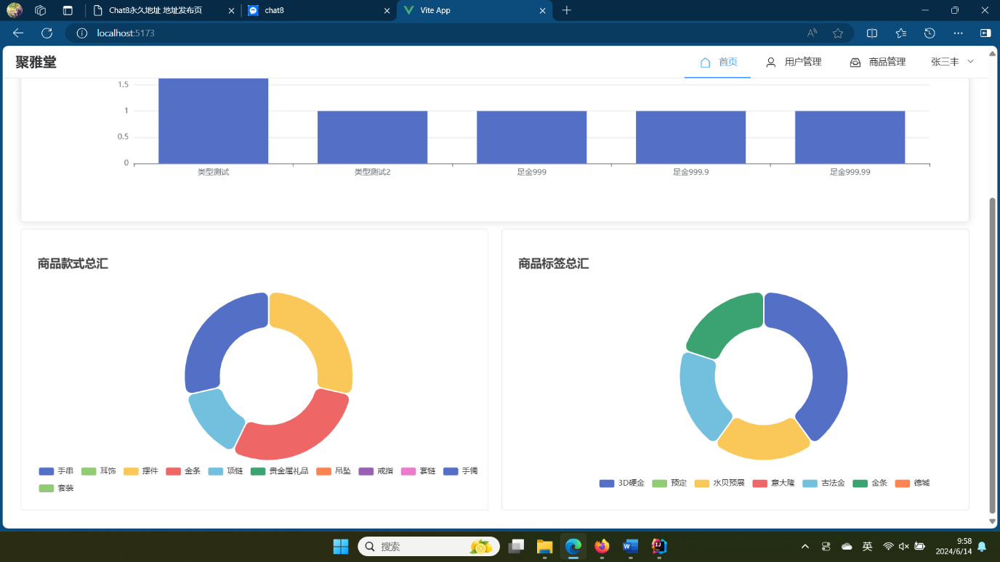 Chat8永久地址 地址发布页
chat8
Vite App
localhost:5173
聚雅堂
首页
用户管理
商品管理
张三丰
1.5
1
0.5
0
类型测试
类型测试2
足金999
足金999.9
足金999.99
商品款式总汇
商品标签总汇
手串 耳饰 摆件 金条 项链 贵金属礼品 吊坠 戒指 套链 手镯
套装
3D硬金 预定 水贝预展 意大隆 古法金 金条 德城
搜索
英
9:58
2024/6/14